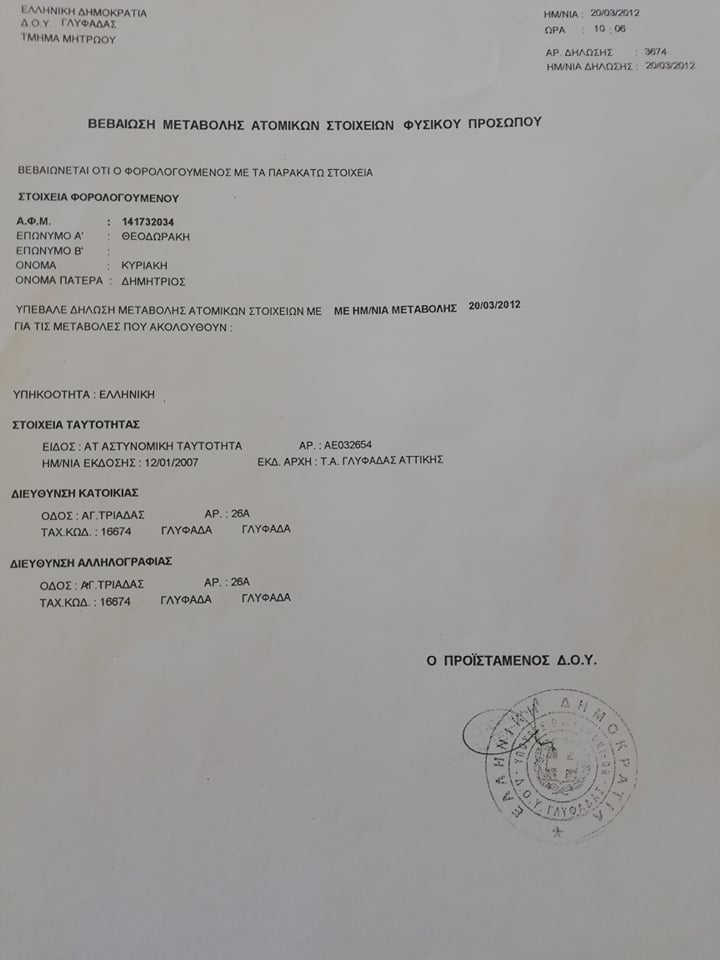 ΕΛΛΗΝΙΚΗ ΔΗΜΟΚΡΑΤΙΑ
Δ.Ο.Υ. ΓΛΥΦΑΔΑΣ
ΤΜΗΜΑ ΜΗΤΡΩΟΥ
ΗΜ/ΝΙΑ : 20/03/2012
ΩΡΑ : 10 : 06
ΑΡ. ΔΗΛΩΣΗΣ : 3674
ΗΜ/ΝΙΑ ΔΗΛΩΣΗΣ : 20/03/2012
ΒΕΒΑΙΩΣΗ ΜΕΤΑΒΟΛΗΣ ΑΤΟΜΙΚΩΝ ΣΤΟΙΧΕΙΩΝ ΦΥΣΙΚΟΥ ΠΡΟΣΩΠΟΥ
ΒΕΒΑΙΩΝΕΤΑΙ ΟΤΙ Ο ΦΟΡΟΛΟΓΟΥΜΕΝΟΣ ΜΕ ΤΑ ΠΑΡΑΚΑΤΩ ΣΤΟΙΧΕΙΑ
ΣΤΟΙΧΕΙΑ ΦΟΡΟΛΟΓΟΥΜΕΝΟΥ
Α.Φ.Μ. : 141732034
ΕΠΩΝΥΜΟ Α' : ΘΕΟΔΩΡΑΚΗ
ΕΠΩΝΥΜΟ Β' :
ΟΝΟΜΑ : ΚΥΡΙΑΚΗ
ΟΝΟΜΑ ΠΑΤΕΡΑ : ΔΗΜΗΤΡΙΟΣ
ΥΠΕΒΑΛΕ ΔΗΛΩΣΗ ΜΕΤΑΒΟΛΗΣ ΑΤΟΜΙΚΩΝ ΣΤΟΙΧΕΙΩΝ ΜΕ ΜΕ ΗΜ/ΝΙΑ ΜΕΤΑΒΟΛΗΣ 20/03/2012
ΓΙΑ ΤΙΣ ΜΕΤΑΒΟΛΕΣ ΠΟΥ ΑΚΟΛΟΥΘΟΥΝ :
ΥΠΗΚΟΟΤΗΤΑ : ΕΛΛΗΝΙΚΗ
ΣΤΟΙΧΕΙΑ ΤΑΥΤΟΤΗΤΑΣ
ΕΙΔΟΣ : ΑΤ ΑΣΤΥΝΟΜΙΚΗ ΤΑΥΤΟΤΗΤΑ ΑΡ. : ΑΕ032654
ΗΜ/ΝΙΑ ΕΚΔΟΣΗΣ : 12/01/2007 ΕΚΔ. ΑΡΧΗ : Τ.Α. ΓΛΥΦΑΔΑΣ ΑΤΤΙΚΗΣ
ΔΙΕΥΘΥΝΣΗ ΚΑΤΟΙΚΙΑΣ
ΟΔΟΣ : ΑΓ.ΤΡΙΑΔΑΣ ΑΡ. : 26Α
ΤΑΧ.ΚΩΔ. : 16674 ΓΛΥΦΑΔΑ ΓΛΥΦΑΔΑ
ΔΙΕΥΘΥΝΣΗ ΑΛΛΗΛΟΓΡΑΦΙΑΣ
ΟΔΟΣ : ΑΓ.ΤΡΙΑΔΑΣ ΑΡ. : 26Α
ΤΑΧ.ΚΩΔ. : 16674 ΓΛΥΦΑΔΑ ΓΛΥΦΑΔΑ
Ο ΠΡΟΪΣΤΑΜΕΝΟΣ Δ.Ο.Υ.
ΕΛΛΗΝΙΚΗ ΔΗΜΟΚΡΑΤΙΑ
Δ.Ο.Υ. ΓΛΥΦΑΔΑΣ